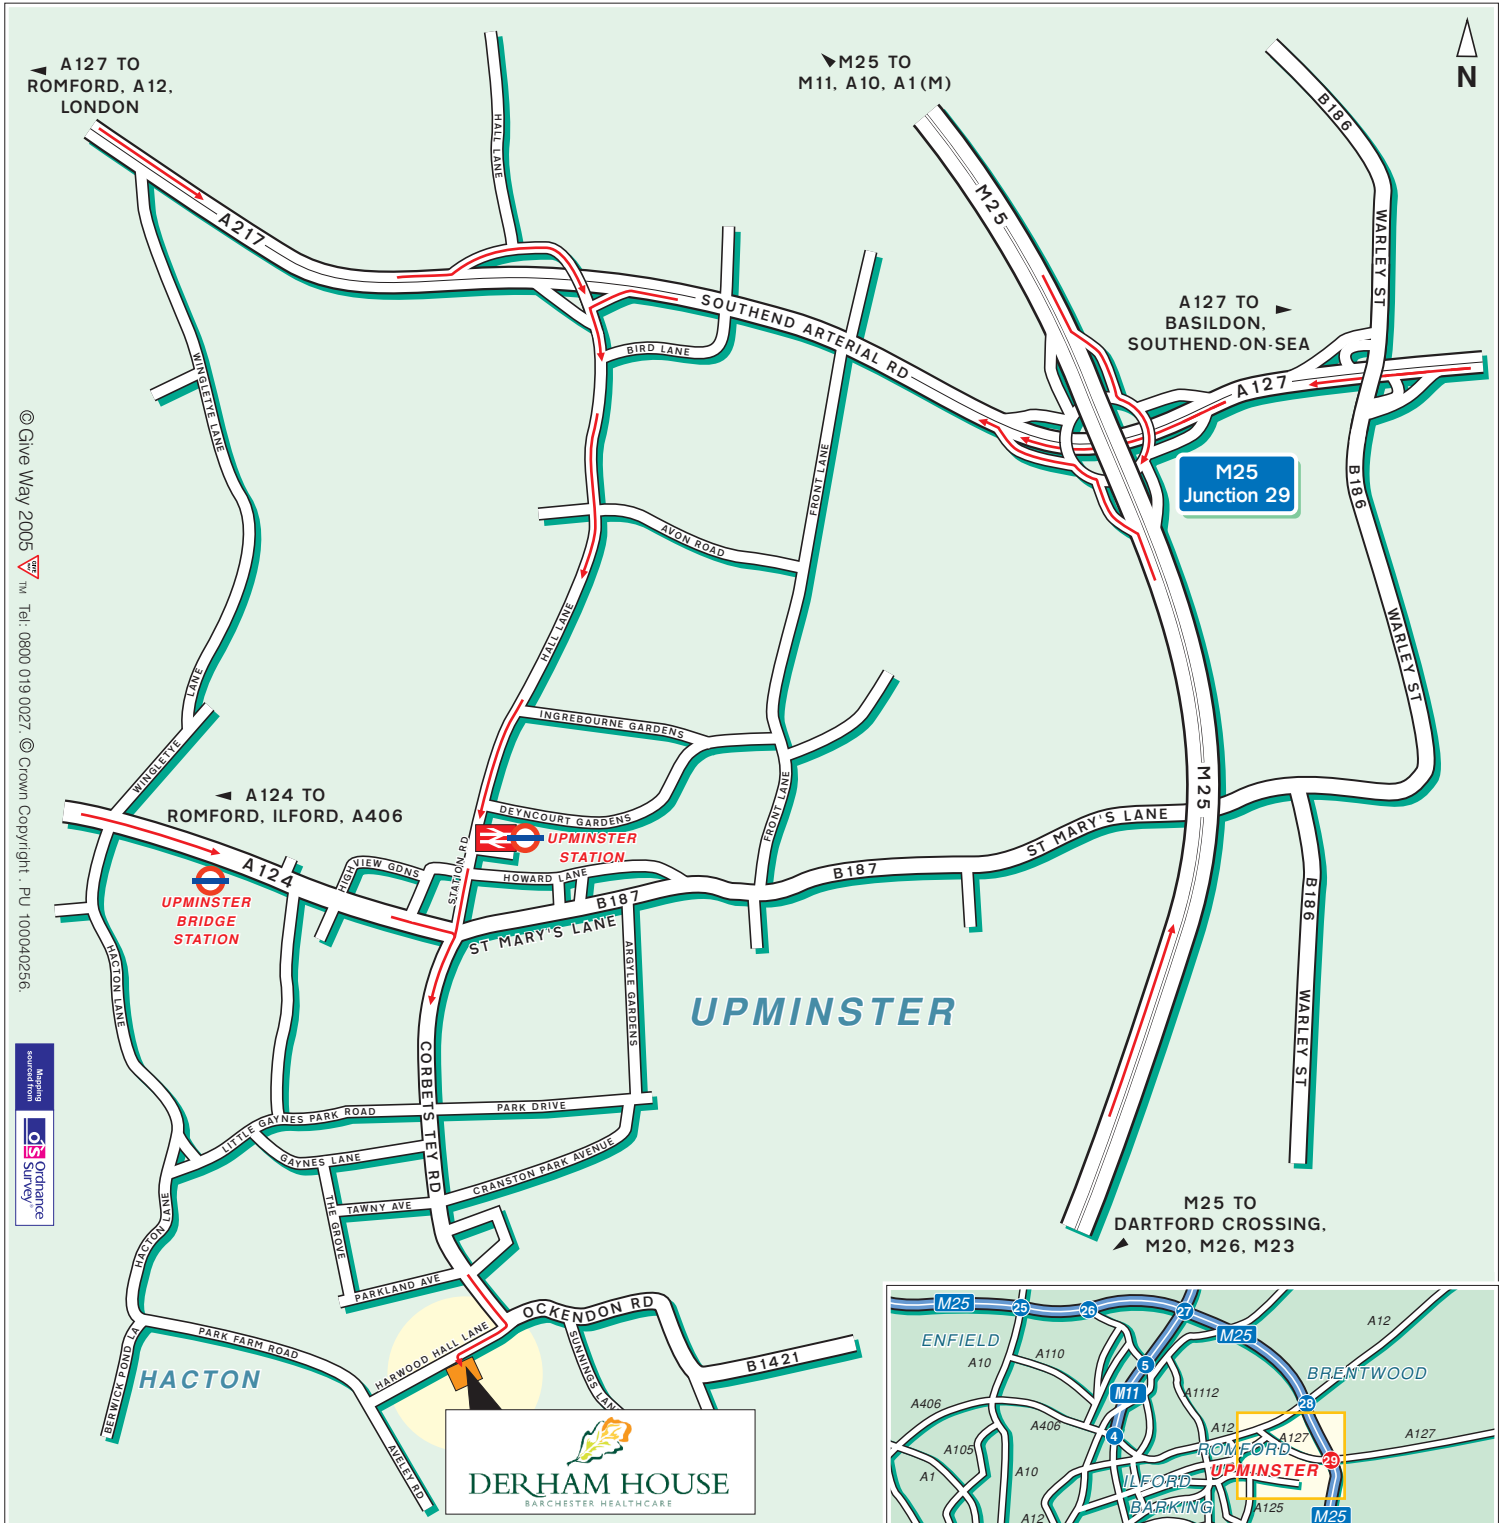 A127 TO
ROMFORD, A12,
LONDON
M25 TO
M11, A10, A1(M)
N
B186
HALL LANE
M25
A217
WARLEY ST
SOUTHEND ARTERIAL RD
A127 TO
BASILDON,
SOUTHEND-ON-SEA
BIRD LANE
A127
WINGLETYE LANE
FRONT LANE
M25
Junction 29
B186
AVON ROAD
HALL LANE
WARLEY ST
LANE
WINGLETYE
INGREBOURNE GARDENS
A124 TO
ROMFORD, ILFORD, A406
DEYNCOURT GARDENS
FRONT LANE
M25
ST MARY'S LANE
UPMINSTER
STATION
STATION RD
A124
HIGH VIEW GDNS
HOWARD LANE
B187
B187
ST MARY'S LANE
UPMINSTER
BRIDGE
STATION
B186
HACTON LANE
ARGYLE GARDENS
UPMINSTER
WARLEY ST
CORBETS TEY RD
LITTLE GAYNES PARK ROAD
PARK DRIVE
GAYNES LANE
CRANSTON PARK AVENUE
THE GROVE
TAWNY AVE
HACTON LANE
PARKLAND AVE
M25 TO
DARTFORD CROSSING,
M20, M26, M23
OCKENDON RD
HARWOOD HALL LANE
SUNNINGS LANE
B1421
PARK FARM ROAD
BERWICK POND LA
HACTON
AVELEY RD
DERHAM HOUSE
BARCHESTER HEALTHCARE
© Give Way 2005 GIVE WAY TM Tel: 0800 019 0027. © Crown Copyright. PU 100040256.
Mapping
sourced from
OS
Ordnance
Survey®
M25
25
26
27
M25
A12
ENFIELD
A10
A110
5
BRENTWOOD
M11
A1112
28
A406
A406
4
A12
A127
A127
A105
ROMFORD
29
A1
A10
ILFORD
UPMINSTER
BARKING
A12
A125
M25